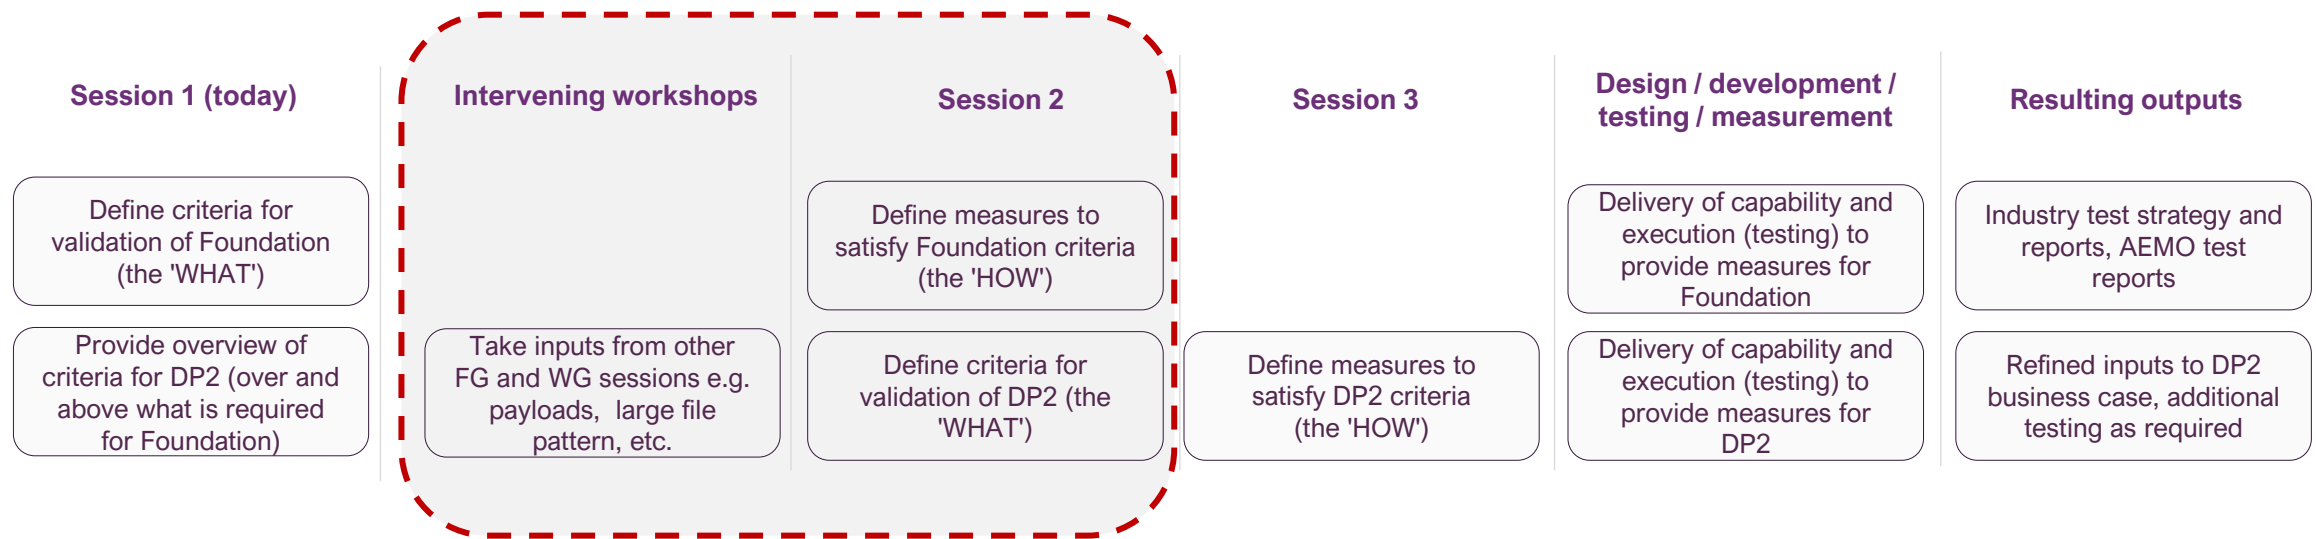 Session 1 (today)
Define criteria for
validation of Foundation
(the 'WHAT')
Provide overview of
criteria for DP2 (over and
above what is required
for Foundation)
Intervening workshops
Take inputs from other
FG and WG sessions e.g.
payloads, large file
pattern, etc.
Session 2
Define measures to
satisfy Foundation criteria
(the 'HOW')
Define criteria for
validation of DP2 (the
'WHAT')
Session 3
Define measures to
satisfy DP2 criteria
(the 'HOW')
Design / development /
testing / measurement
Delivery of capability and
execution (testing) to
provide measures for
Foundation
Delivery of capability and
execution (testing) to
provide measures for
DP2
Resulting outputs
Industry test strategy and
reports, AEMO test
reports
Refined inputs to DP2
business case, additional
testing as required